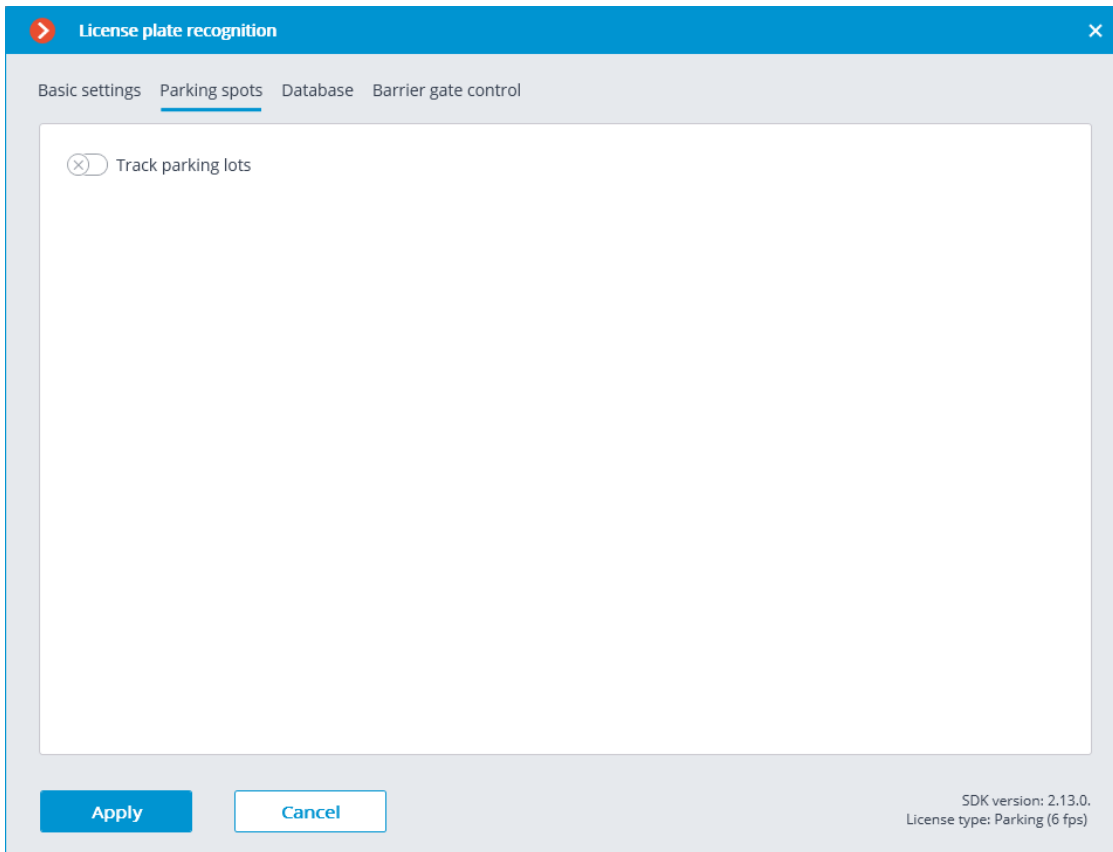 License plate recognition
Basic settings Parking spots Database Barrier gate control
Track parking lots
Apply Cancel
SDK version: 2.13.0.
License type: Parking (6 fps)